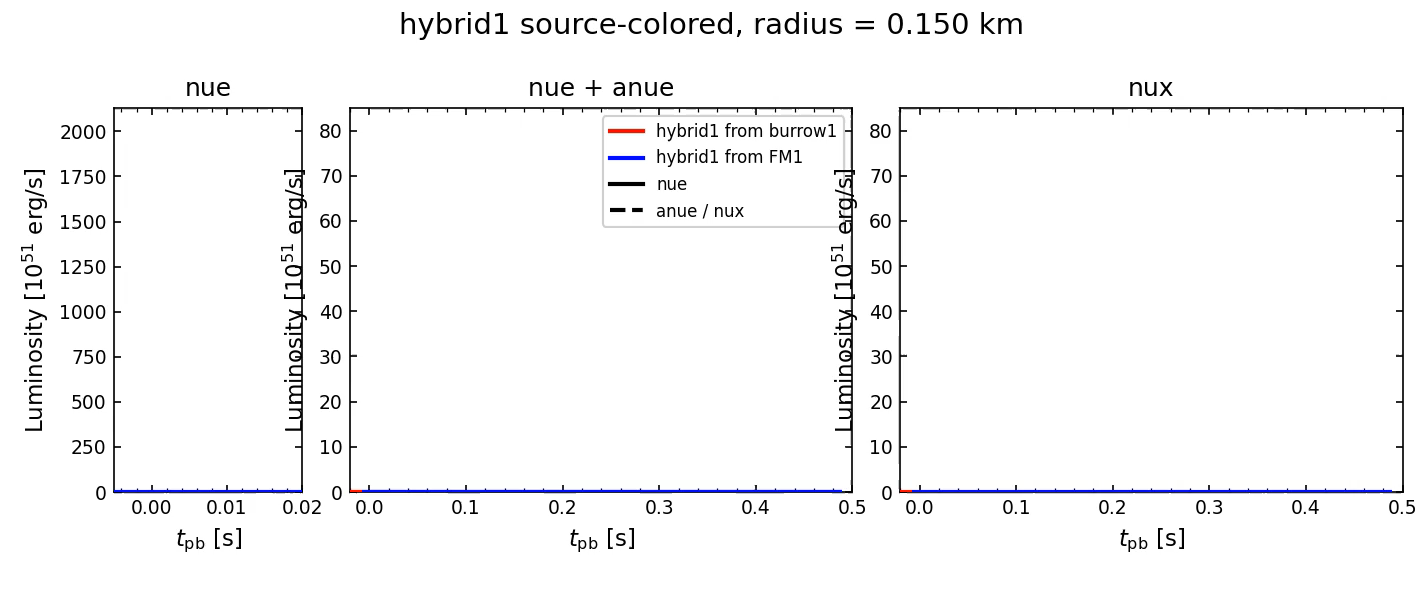 hybrid1 source-colored, radius = 0.150 km
nue
Luminosity [10^51 erg/s]
2000
1750
1500
1250
1000
750
500
250
0
0.00 0.01 0.02
t_pb [s]
nue + anue
Luminosity [10^51 erg/s]
80
70
60
50
40
30
20
10
0
hybrid1 from burrow1
hybrid1 from FM1
nue
anue / nux
0.0 0.1 0.2 0.3 0.4 0.5
t_pb [s]
nux
Luminosity [10^51 erg/s]
80
70
60
50
40
30
20
10
0
0.0 0.1 0.2 0.3 0.4 0.5
t_pb [s]